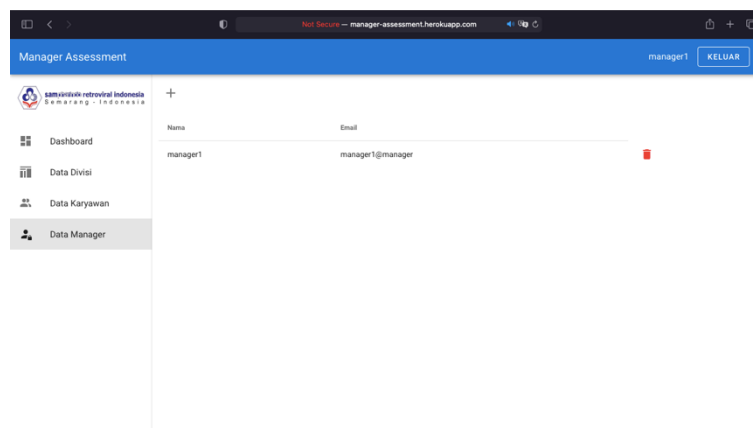 Not Secure — manager-assessment.herokuapp.com
Manager Assessment
manager1
KELUAR
retroviral indonesia
Semarang - Indonesia
Nama
Email
Dashboard
manager1
manager1@manager
Data Divisi
Data Karyawan
Data Manager